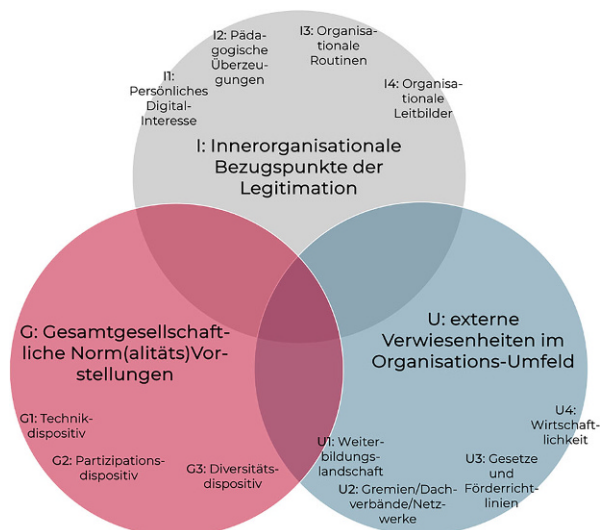 I1:
Persönliches
Digital-
Interesse
I2: Päda-
gogische
Überzeu-
gungen
I3: Organisa-
tionale
Routinen
I4: Organisa-
tionale
Leitbilder
I: Innerorganisationale
Bezugspunkte der
Legitimation
G: Gesamtgesellschaft-
liche Norm(alitäts)Vor-
stellungen
G1: Technik-
dispositiv
G2: Partizipations-
dispositiv
G3: Diversitäts-
dispositiv
U: externe
Verwiesenheiten im
Organisations-Umfeld
U1: Weiter-
bildungs-
landschaft
U2: Gremien/Dach-
verbände/Netz-
werke
U3: Gesetze
und
Förderricht-
linien
U4:
Wirtschaft-
lichkeit